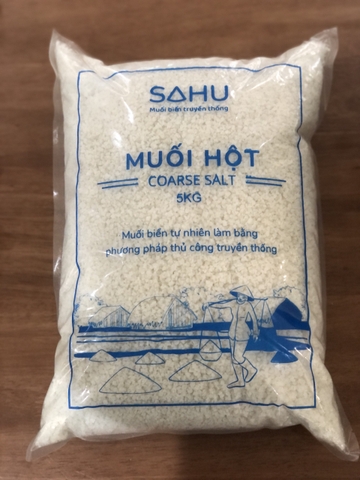 SAHU
Muối biển truyền thống
MUỐI HỘT
COARSE SALT
5KG
Muối biển tự nhiên làm bằng
phương pháp thủ công truyền thống